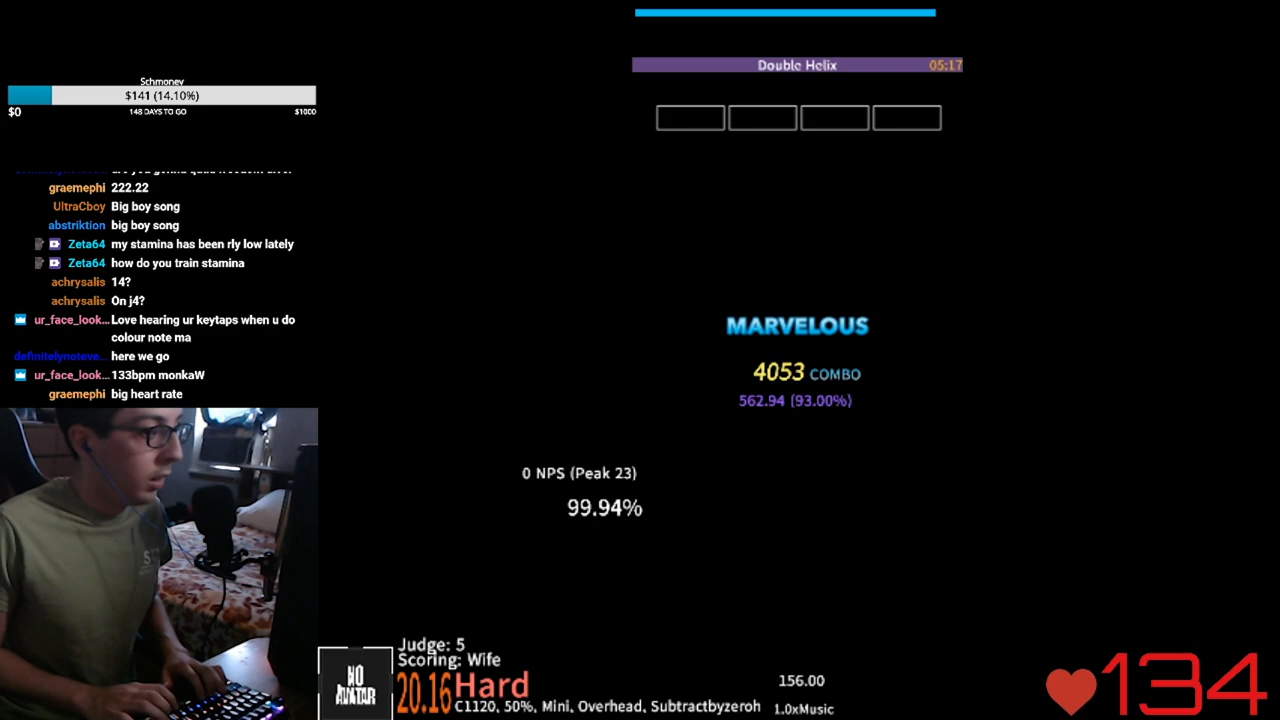 Double Helix 05:17
Schmoney
$141 (14.10%)
$0 148 DAYS TO GO $1000
graemephi 222.22
UltraCboy Big boy song
abstriktion big boy song
Zeta64 my stamina has been rly low lately
Zeta64 how do you train stamina
achrysalis 14?
achrysalis On j4?
ur_face_look... Love hearing ur keytaps when u do
colour note ma
definitelynoteve... here we go
ur_face_look... 133bpm monkaW
graemephi big heart rate
MARVELOUS
4053 COMBO
562.94 (93.00%)
0 NPS (Peak 23)
99.94%
NO
AVATAR
Judge: 5
Scoring: Wife
20.16 Hard
C1120, 50%, Mini, Overhead, Subtractbyzeroh
156.00
1.0xMusic
134